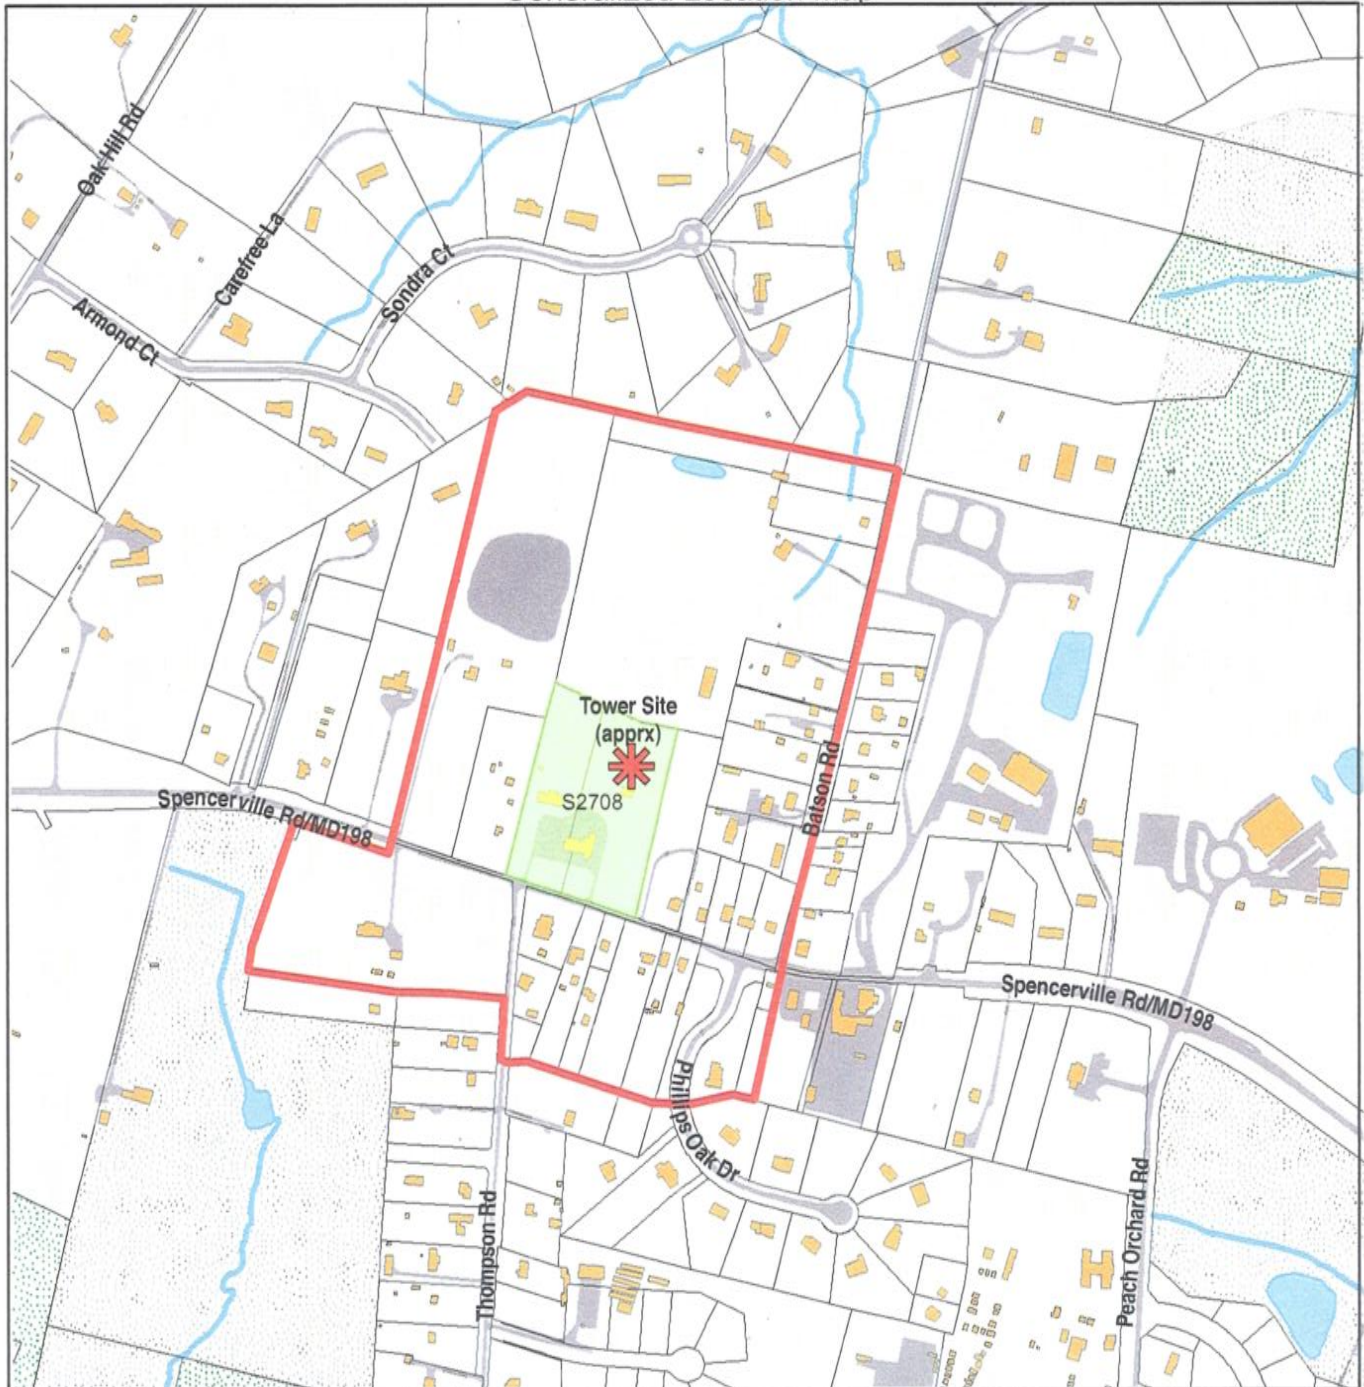 Oak Hill Rd
Carefree La
Sondra Ct
Armond Ct
Tower Site
(apprx)
S2708
Batson Rd
Spencerville Rd/MD198
Spencerville Rd/MD198
Phillips Oak Dr
Thompson Rd
Peach Orchard Rd